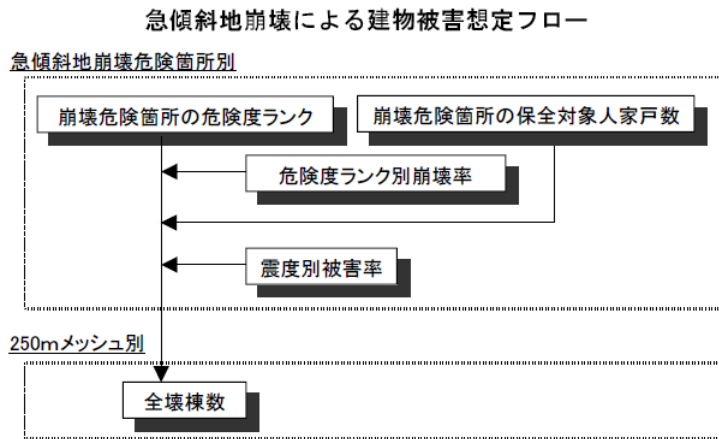 急傾斜地崩壊による建物被害想定フロー
急傾斜地崩壊危険箇所別
崩壊危険箇所の危険度ランク
崩壊危険箇所の保全対象人家戸数
危険度ランク別崩壊率
震度別被害率
250mメッシュ別
全壊棟数